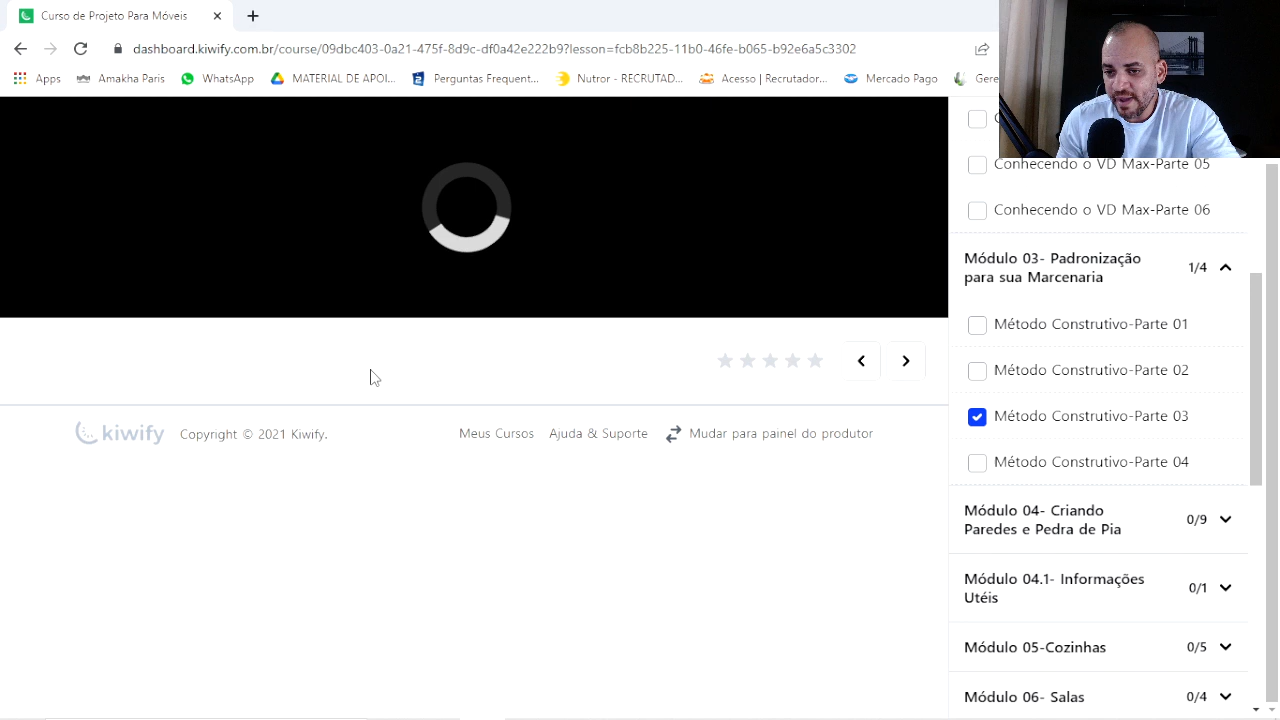 Curso de Projeto Para Móveis
dashboard.kiwify.com.br/course/09dbc403-0a21-475f-8d9c-df0a42e222b9?lesson=fcb8b225-11b0-46fe-b065-b92e6a5c3302
Apps Amakha Paris WhatsApp MATERIAL DE APOI... Perguntas frequent... Nutror - RECRUTAD... Acesso | Recrutador... Mercado Pago Gere
Conhecendo o VD Max-Parte 05
Conhecendo o VD Max-Parte 06
Módulo 03- Padronização
para sua Marcenaria
1/4
Método Construtivo-Parte 01
Método Construtivo-Parte 02
Método Construtivo-Parte 03
Método Construtivo-Parte 04
Módulo 04- Criando
Paredes e Pedra de Pia
0/9
Módulo 04.1- Informações
Utéis
0/1
Módulo 05-Cozinhas 0/5
Módulo 06- Salas 0/4
kiwify Copyright © 2021 Kiwify. Meus Cursos Ajuda & Suporte Mudar para painel do produtor